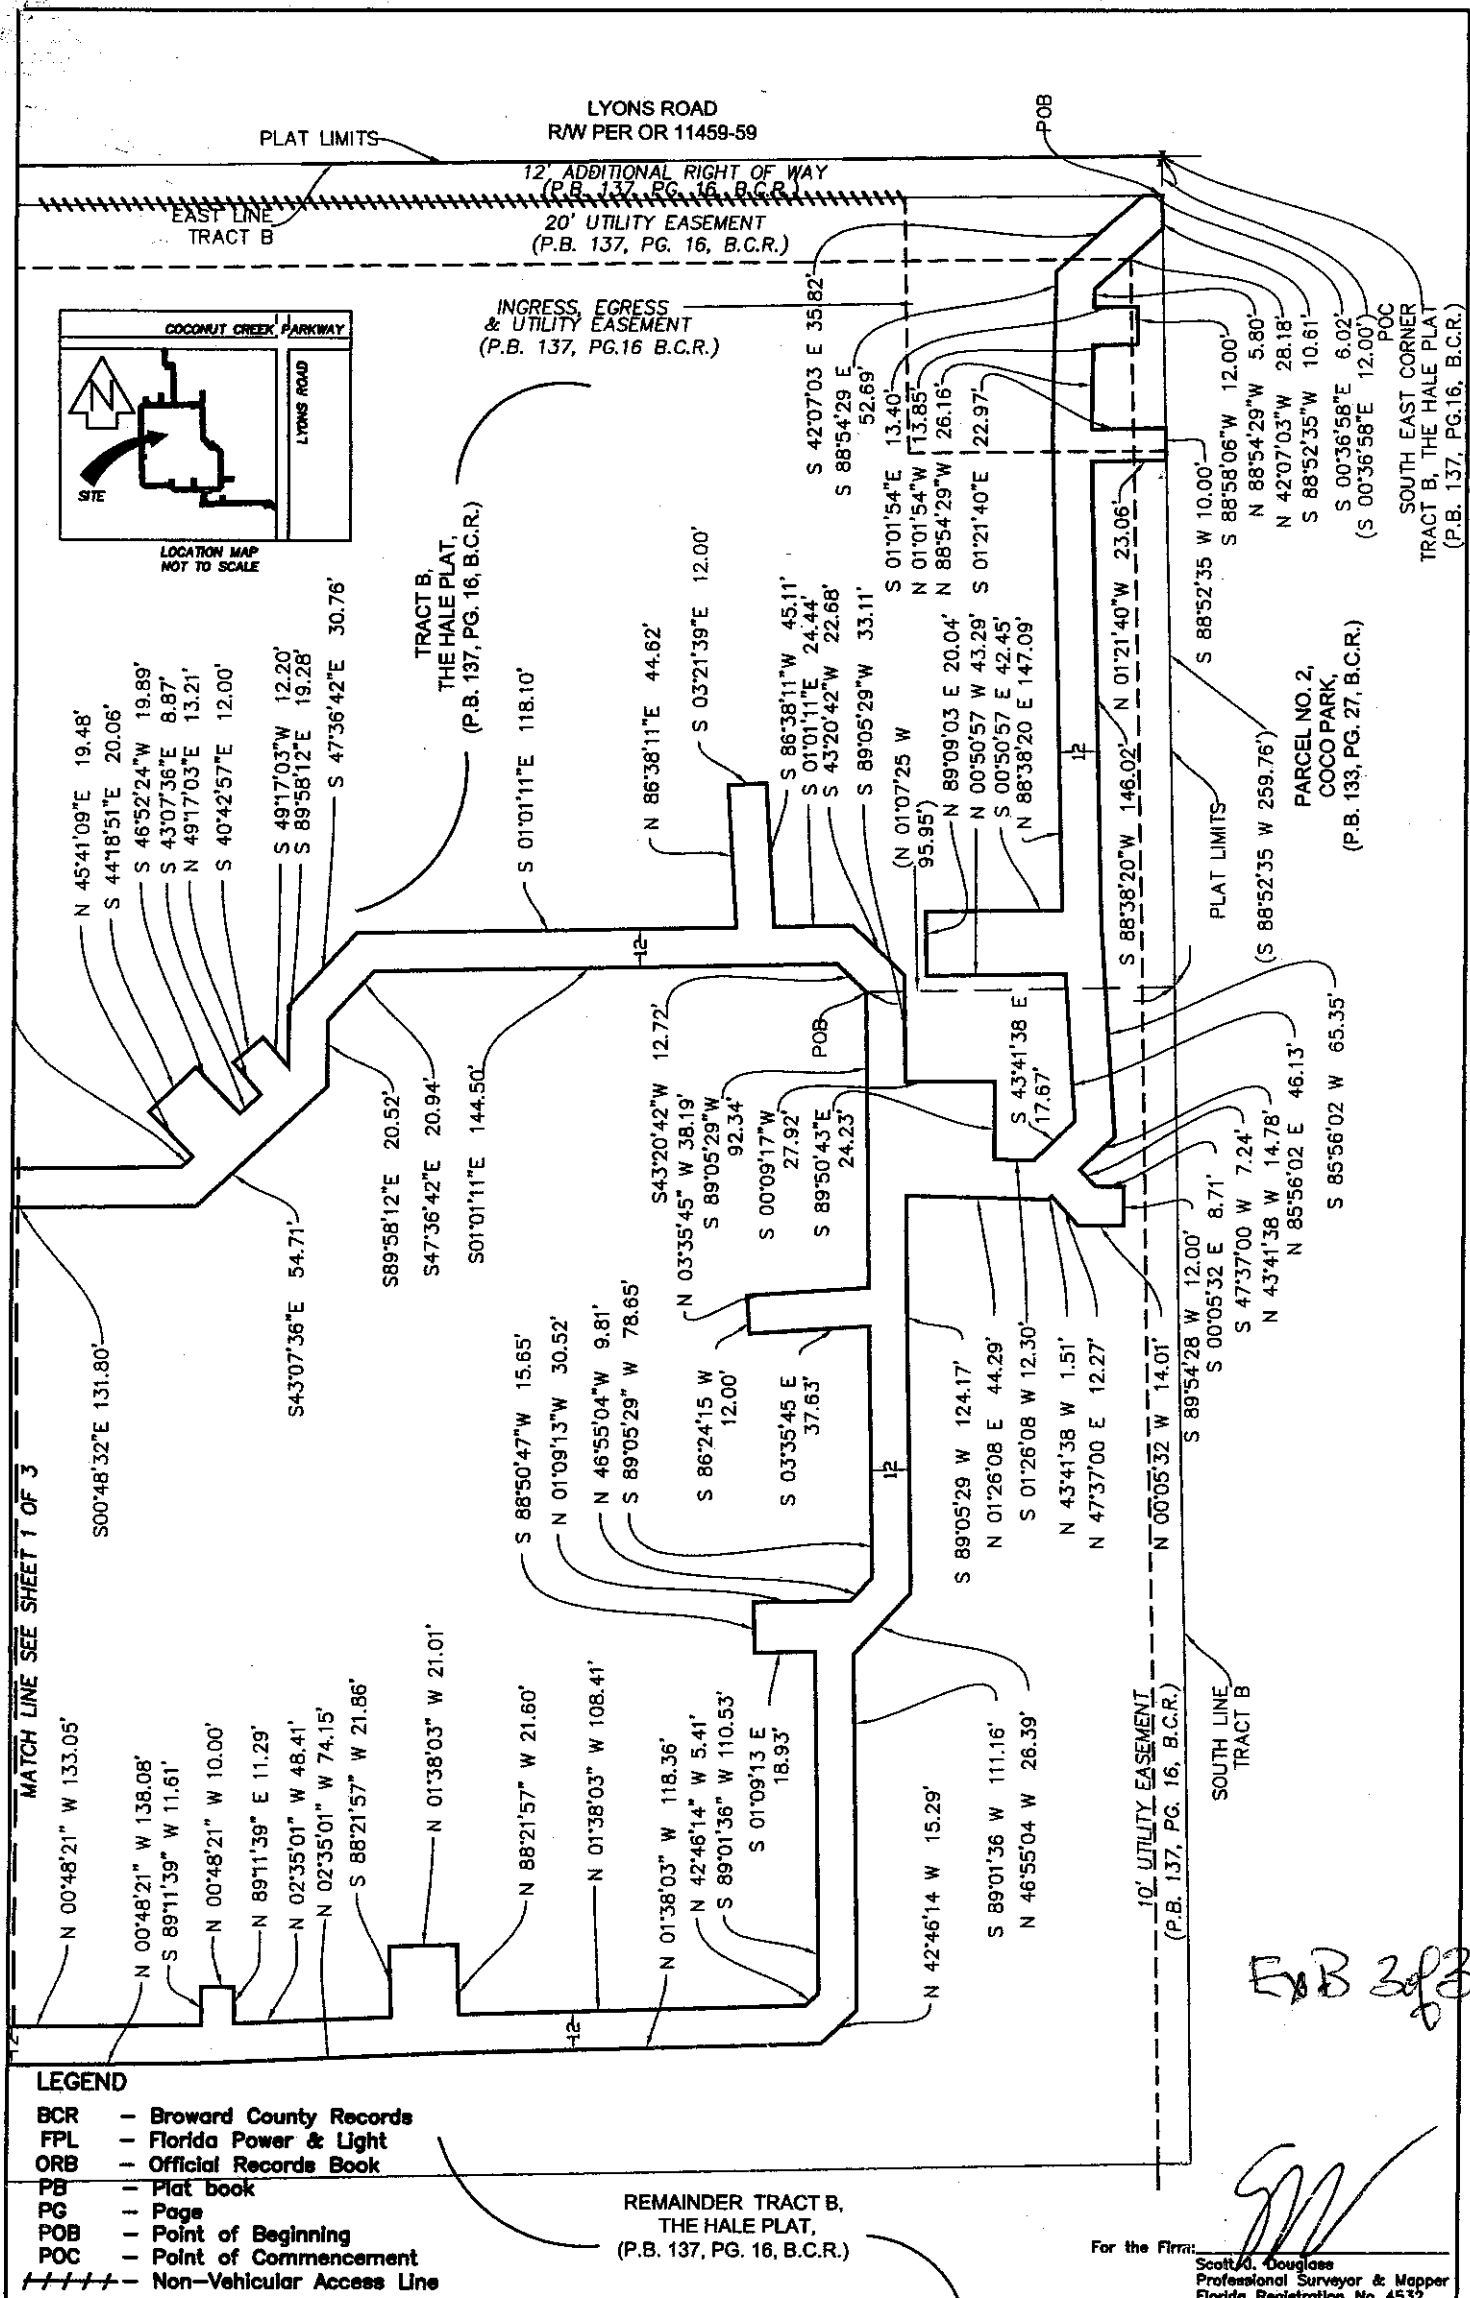 LYONS ROAD
R/W PER OR 11459-59
PLAT LIMITS
POB
12' ADDITIONAL RIGHT OF WAY
(P.B. 137, PG. 16, B.C.R.)
EAST LINE
TRACT B
20' UTILITY EASEMENT
(P.B. 137, PG. 16, B.C.R.)
INGRESS, EGRESS
& UTILITY EASEMENT
(P.B. 137, PG.16 B.C.R.)
COCONUT CREEK PARKWAY
N
LYONS ROAD
SITE
LOCATION MAP
NOT TO SCALE
TRACT B,
THE HALE PLAT,
(P.B. 137, PG. 16, B.C.R.)
S 42°07'03 E 35.82'
S 88°54'29 E
52.69'
S 01°01'54"E 13.40'
N 01°01'54"W 13.85'
N 88°54'29"W 26.16'
S 01°21'40"E 22.97'
S 88°52'35 W 10.00'
S 88°58'06"W 12.00'
N 88°54'29"W 5.80'
N 42°07'03"W 28.18'
S 88°52'35"W 10.61'
S 00°36'58"E 6.02'
(S 00°36'58"E 12.00')
POC
SOUTH EAST CORNER
TRACT B, THE HALE PLAT
(P.B. 137, PG.16, B.C.R.)
N 45°41'09"E 19.48'
S 44°18'51"E 20.06'
S 46°52'24"W 19.89'
S 43°07'36"E 8.87'
N 49°17'03"E 13.21'
S 40°42'57"E 12.00'
S 49°17'03"W 12.20'
S 89°58'12"E 19.28'
S 47°36'42"E 30.76'
S 01°01'11"E 118.10'
N 86°38'11"E 44.62'
S 03°21'39"E 12.00'
S 86°38'11"W 45.11'
S 01°01'11"E 24.44'
S 43°20'42"W 22.68'
S 89°05'29"W 33.11'
(N 01°07'25 W
95.95')
N 89°09'03 E 20.04'
N 00°50'57 W 43.29'
S 00°50'57 E 42.45'
N 88°38'20 E 147.09'
N 01°21'40"W 23.06'
S 88°38'20"W 146.02'
12
PARCEL NO. 2,
COCO PARK,
(P.B. 133, PG. 27, B.C.R.)
PLAT LIMITS
(S 88°52'35 W 259.76')
12
S89°58'12"E 20.52'
S47°36'42"E 20.94'
S01°01'11"E 144.50'
S43°20'42"W 12.72'
N 03°35'45" W 38.19'
S 89°05'29"W
92.34'
POB
S 00°09'17"W
27.92'
S 89°50'43"E
24.23'
S 43°41'38 E
17.67'
S 85°56'02 W 65.35'
N 85°56'02 E 46.13'
N 43°41'38 W 14.78'
S 47°37'00 W 7.24'
S 00°05'32 E 8.71'
S 89°54'28 W 12.00'
N 00°05'32 W 14.01'
S43°07'36"E 54.71'
S00°48'32"E 131.80'
MATCH LINE SEE SHEET 1 OF 3
S 88°50'47"W 15.65'
N 01°09'13"W 30.52'
N 46°55'04"W 9.81'
S 89°05'29" W 78.65'
S 86°24'15 W
12.00'
S 03°35'45 E
37.63'
12
S 89°05'29 W 124.17'
N 01°26'08 E 44.29'
S 01°26'08 W 12.30'
N 43°41'38 W 1.51'
N 47°37'00 E 12.27'
N 00°48'21" W 133.05'
N 00°48'21" W 138.08'
S 89°11'39" W 11.61'
N 00°48'21" W 10.00'
N 89°11'39" E 11.29'
N 02°35'01" W 48.41'
N 02°35'01" W 74.15'
S 88°21'57" W 21.86'
N 01°38'03" W 21.01'
N 88°21'57" W 21.60'
N 01°38'03" W 108.41'
N 01°38'03" W 118.36'
N 42°46'14" W 5.41'
S 89°01'36" W 110.53'
S 01°09'13 E
18.93'
N 42°46'14 W 15.29'
S 89°01'36 W 111.16'
N 46°55'04 W 26.39'
10' UTILITY EASEMENT
(P.B. 137, PG. 16, B.C.R.)
SOUTH LINE
TRACT B
12
12
Ex B 3 of 3
LEGEND
BCR – Broward County Records
FPL – Florida Power & Light
ORB – Official Records Book
PB – Plat book
PG – Page
POB – Point of Beginning
POC – Point of Commencement
– Non–Vehicular Access Line
REMAINDER TRACT B,
THE HALE PLAT,
(P.B. 137, PG. 16, B.C.R.)
For the Firm:
Scott J. Douglass
Professional Surveyor & Mapper
Florida Registration No. 4532